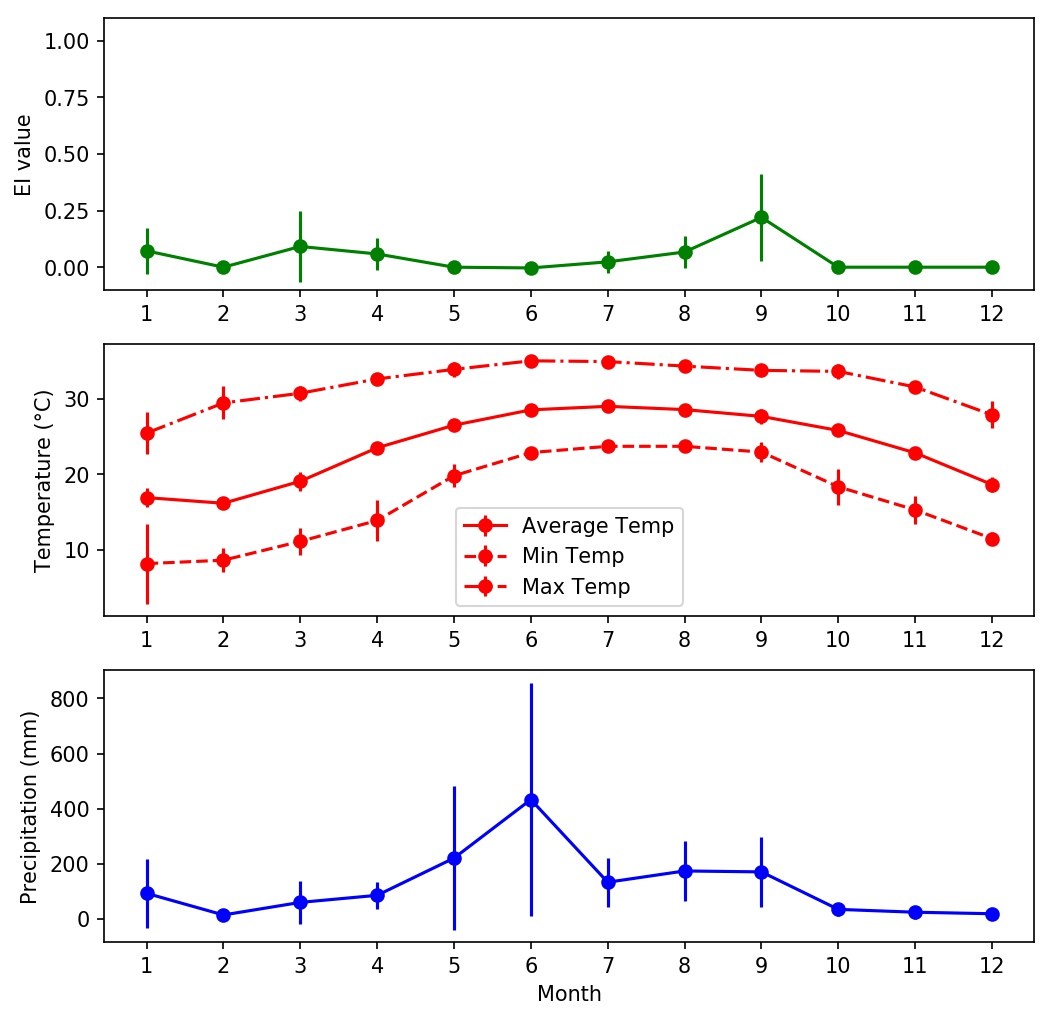 EI value
1.00
0.75
0.50
0.25
0.00
1 2 3 4 5 6 7 8 9 10 11 12
Temperature (°C)
30
20
10
Average Temp
Min Temp
Max Temp
1 2 3 4 5 6 7 8 9 10 11 12
Precipitation (mm)
800
600
400
200
0
1 2 3 4 5 6 7 8 9 10 11 12
Month